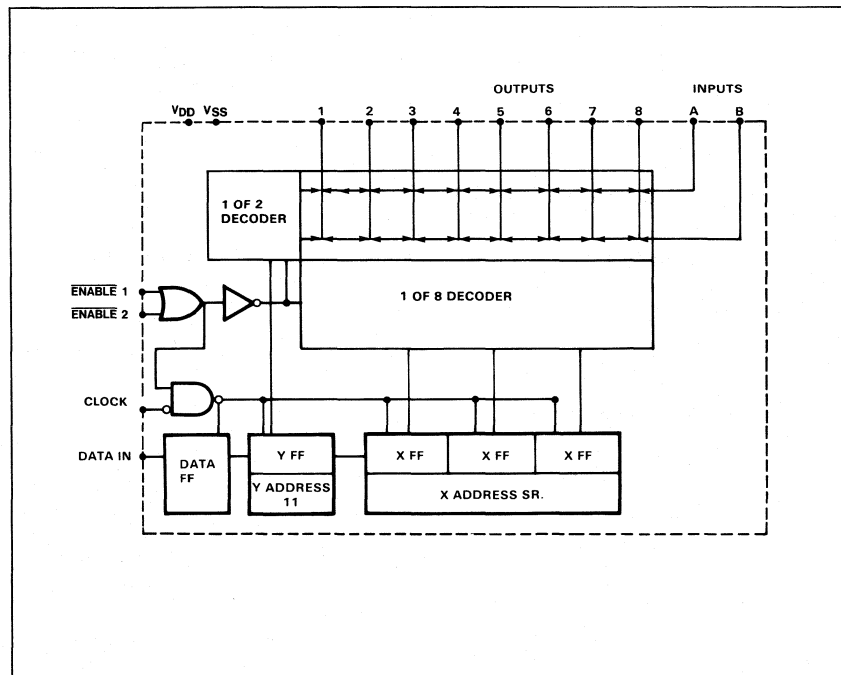 OUTPUTS INPUTS
VDD VSS 1 2 3 4 5 6 7 8 A B
1 OF 2
DECODER
ENABLE 1
ENABLE 2
1 OF 8 DECODER
CLOCK
DATA IN
DATA
FF
Y FF
Y ADDRESS
11
X FF X FF X FF
X ADDRESS SR.